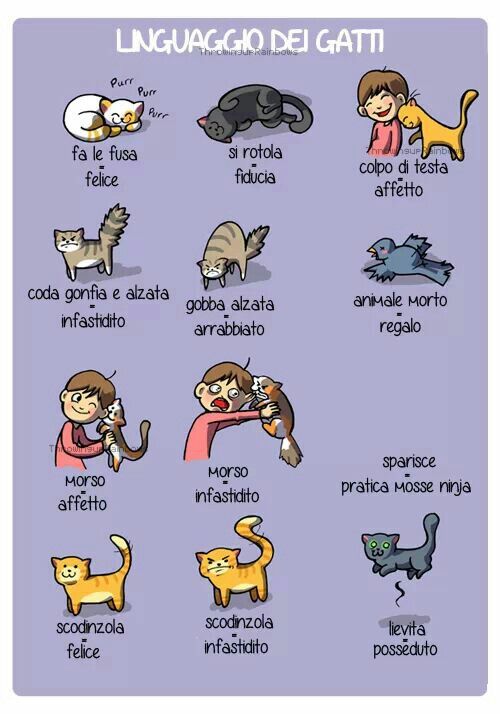 LINGUAGGIO DEI GATTI
ThrowingupRainbows
Purr
Purr
Purr
fa le fusa
=
felice
si rotola
=
fiducia
ThrowingupRainbows
colpo di testa
=
affetto
coda gonfia e alzata
=
infastidito
gobba alzata
=
arrabbiato
animale morto
=
regalo
ThrowingupRainbows
morso
=
affetto
morso
=
infastidito
sparisce
=
pratica mosse ninja
scodinzola
=
felice
scodinzola
=
infastidito
lievita
=
posseduto